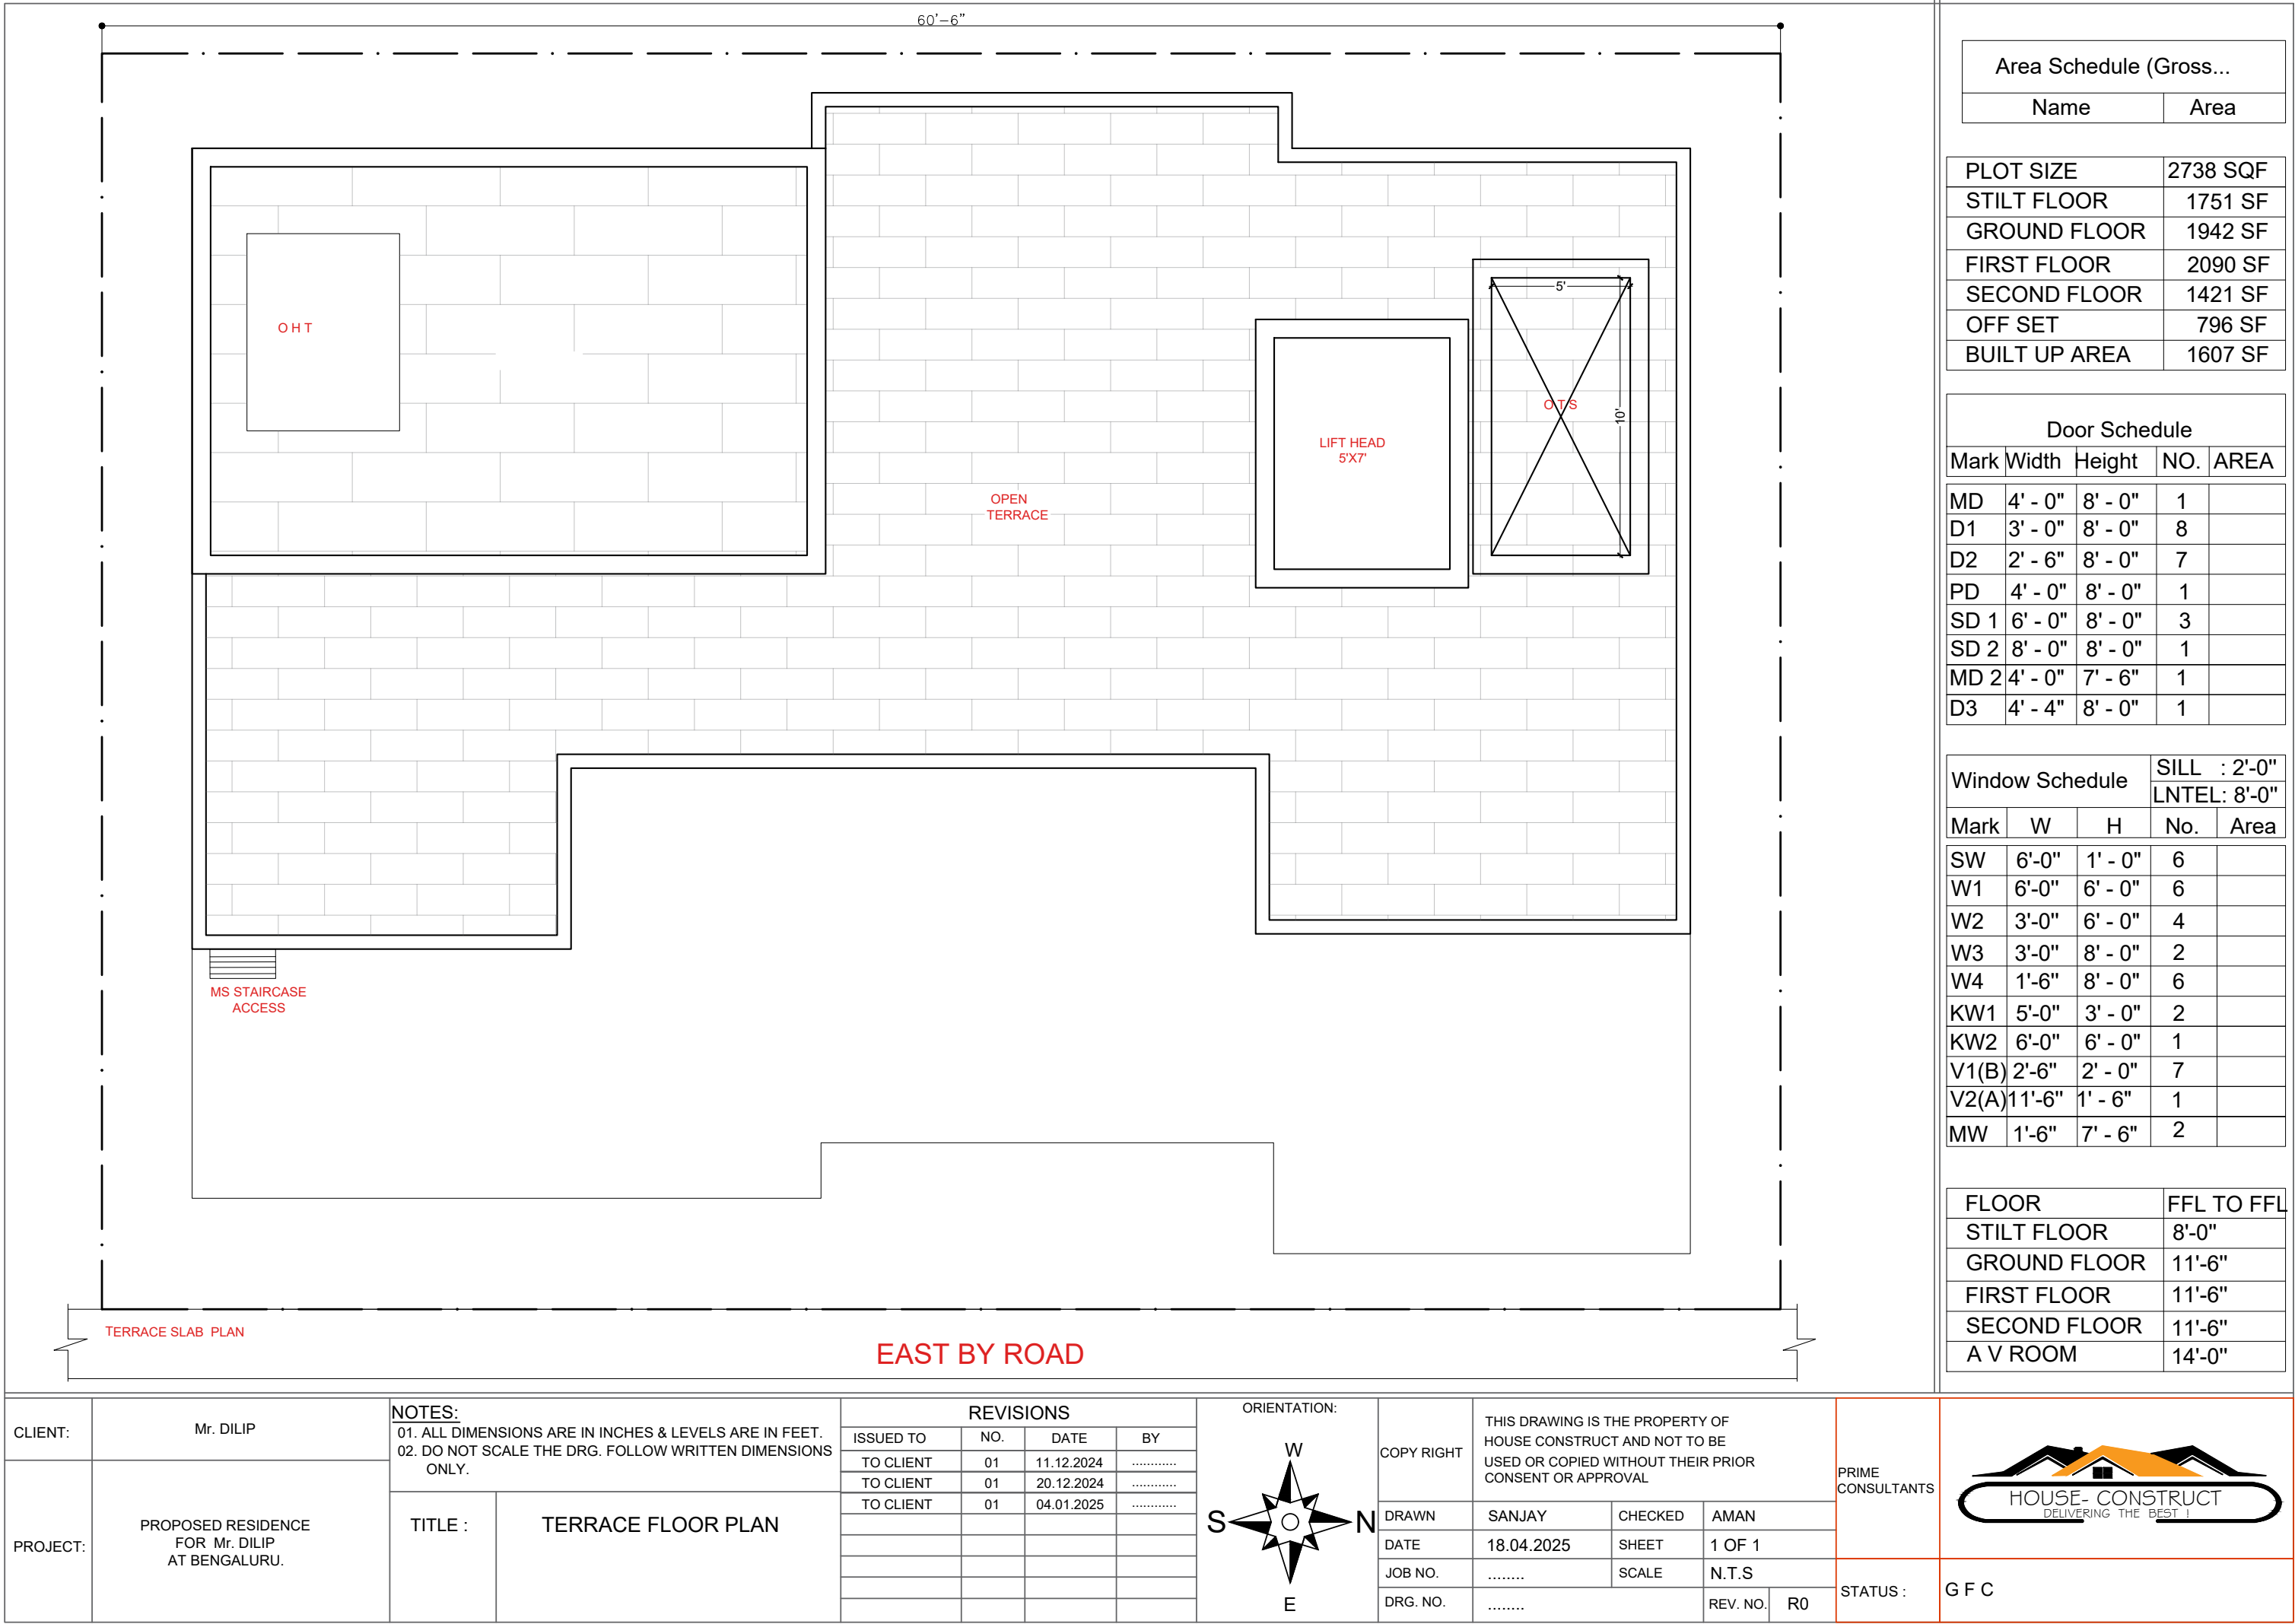 60'-6"
O H T
5'
10'
O T S
LIFT HEAD
5'X7'
OPEN
TERRACE
MS STAIRCASE
ACCESS
TERRACE SLAB PLAN
EAST BY ROAD
Area Schedule (Gross...
Name Area
PLOT SIZE 2738 SQF
STILT FLOOR 1751 SF
GROUND FLOOR 1942 SF
FIRST FLOOR 2090 SF
SECOND FLOOR 1421 SF
OFF SET 796 SF
BUILT UP AREA 1607 SF
Door Schedule
Mark Width Height NO. AREA
MD 4' - 0" 8' - 0" 1
D1 3' - 0" 8' - 0" 8
D2 2' - 6" 8' - 0" 7
PD 4' - 0" 8' - 0" 1
SD 1 6' - 0" 8' - 0" 3
SD 2 8' - 0" 8' - 0" 1
MD 2 4' - 0" 7' - 6" 1
D3 4' - 4" 8' - 0" 1
Window Schedule
SILL : 2'-0"
LNTEL: 8'-0"
Mark W H No. Area
SW 6'-0" 1' - 0" 6
W1 6'-0" 6' - 0" 6
W2 3'-0" 6' - 0" 4
W3 3'-0" 8' - 0" 2
W4 1'-6" 8' - 0" 6
KW1 5'-0" 3' - 0" 2
KW2 6'-0" 6' - 0" 1
V1(B) 2'-6" 2' - 0" 7
V2(A) 11'-6" 1' - 6" 1
MW 1'-6" 7' - 6" 2
FLOOR FFL TO FFL
STILT FLOOR 8'-0"
GROUND FLOOR 11'-6"
FIRST FLOOR 11'-6"
SECOND FLOOR 11'-6"
A V ROOM 14'-0"
CLIENT: Mr. DILIP
PROJECT:
PROPOSED RESIDENCE
FOR Mr. DILIP
AT BENGALURU.
NOTES:
01. ALL DIMENSIONS ARE IN INCHES & LEVELS ARE IN FEET.
02. DO NOT SCALE THE DRG. FOLLOW WRITTEN DIMENSIONS
ONLY.
TITLE : TERRACE FLOOR PLAN
REVISIONS
ISSUED TO NO. DATE BY
TO CLIENT 01 11.12.2024 ............
TO CLIENT 01 20.12.2024 ............
TO CLIENT 01 04.01.2025 ............
ORIENTATION:
W
S N
E
COPY RIGHT
THIS DRAWING IS THE PROPERTY OF
HOUSE CONSTRUCT AND NOT TO BE
USED OR COPIED WITHOUT THEIR PRIOR
CONSENT OR APPROVAL
DRAWN SANJAY CHECKED AMAN
DATE 18.04.2025 SHEET 1 OF 1
JOB NO. ........ SCALE N.T.S
DRG. NO. ........ REV. NO. R0
PRIME
CONSULTANTS
HOUSE- CONSTRUCT
DELIVERING THE BEST !
STATUS : G F C